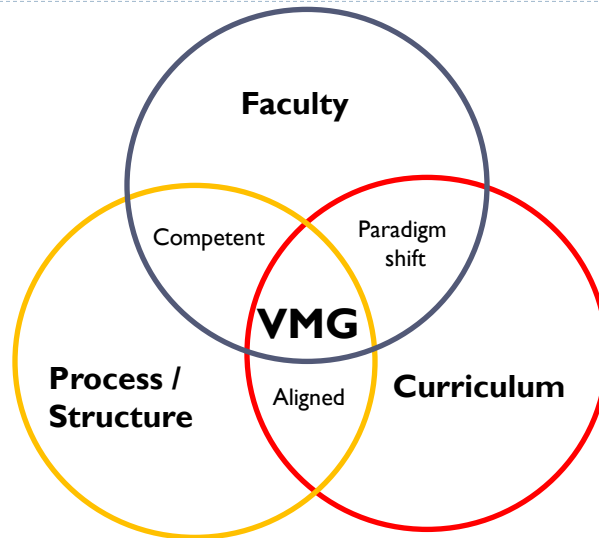 Faculty
Competent
Paradigm
shift
VMG
Process /
Structure
Aligned
Curriculum